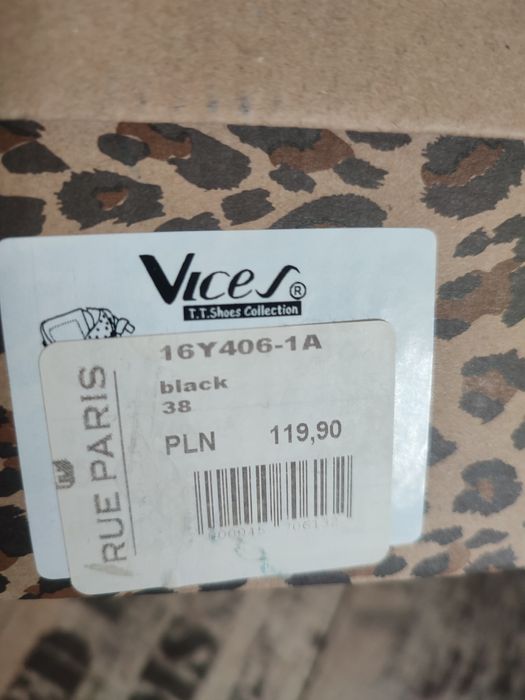 Vices®
T.T.Shoes Collection
16Y406-1A
black
38
PLN 119,90
RUE PARIS